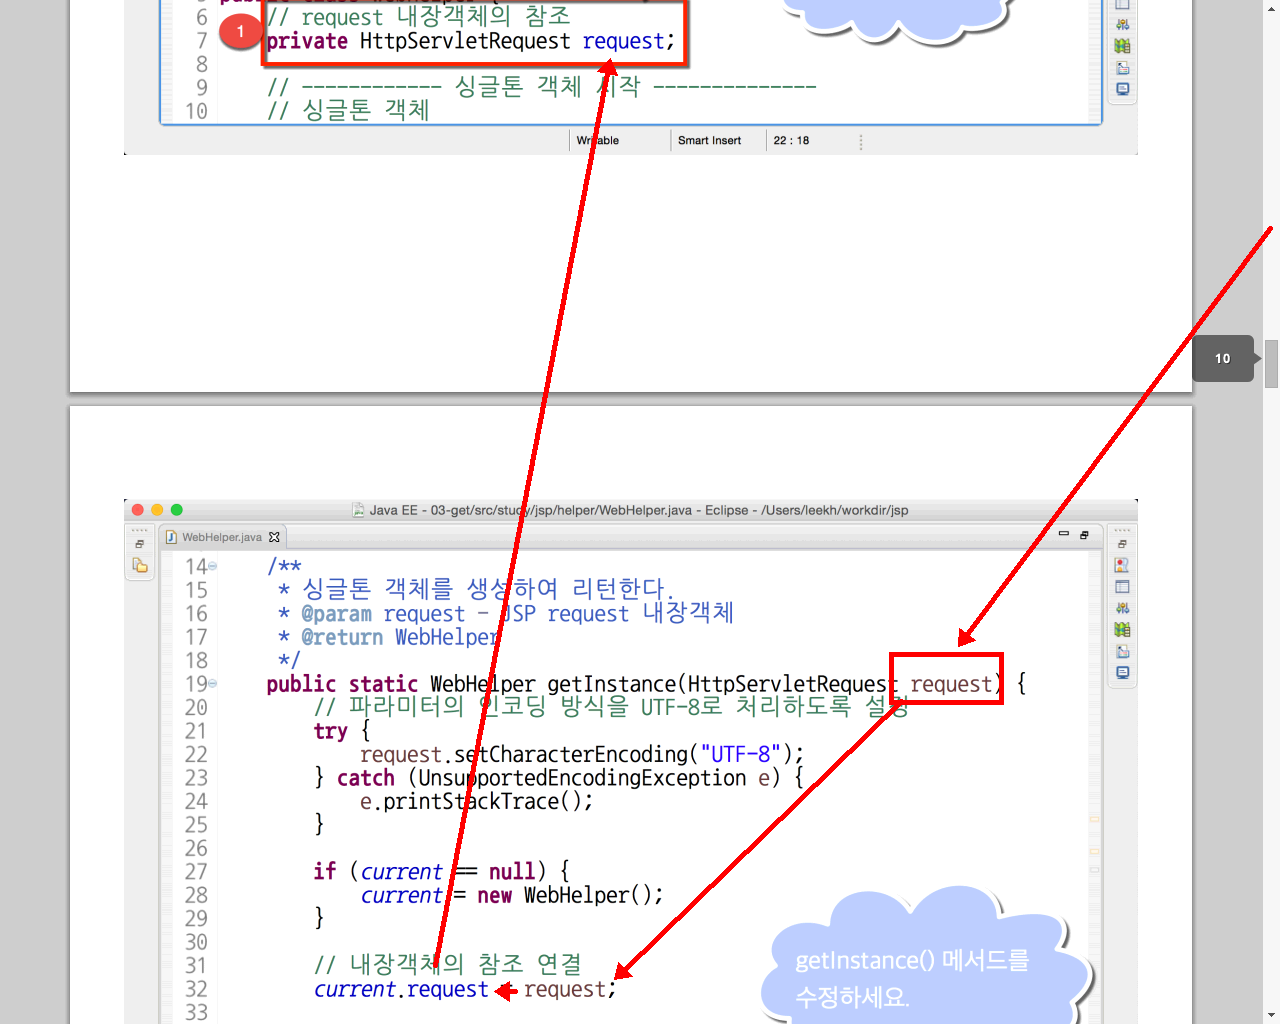 1
6 // request 내장객체의 참조
7 private HttpServletRequest request;
8
9 // ------------ 싱글톤 객체 시작 --------------
10 // 싱글톤 객체
Writable Smart Insert 22 : 18
10
Java EE - 03-get/src/study/jsp/helper/WebHelper.java - Eclipse - /Users/leekh/workdir/jsp
WebHelper.java
14 /**
15 * 싱글톤 객체를 생성하여 리턴한다.
16 * @param request - JSP request 내장객체
17 * @return WebHelper
18 */
19 public static WebHelper getInstance(HttpServletRequest request) {
20 // 파라미터의 인코딩 방식을 UTF-8로 처리하도록 설정
21 try {
22 request.setCharacterEncoding("UTF-8");
23 } catch (UnsupportedEncodingException e) {
24 e.printStackTrace();
25 }
26
27 if (current == null) {
28 current = new WebHelper();
29 }
30
31 // 내장객체의 참조 연결
32 current.request = request;
33
getInstance() 메서드를
수정하세요.